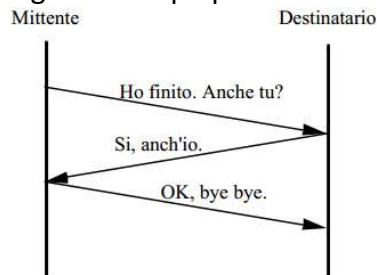 Mittente Destinatario
Ho finito. Anche tu?
Si, anch'io.
OK, bye bye.